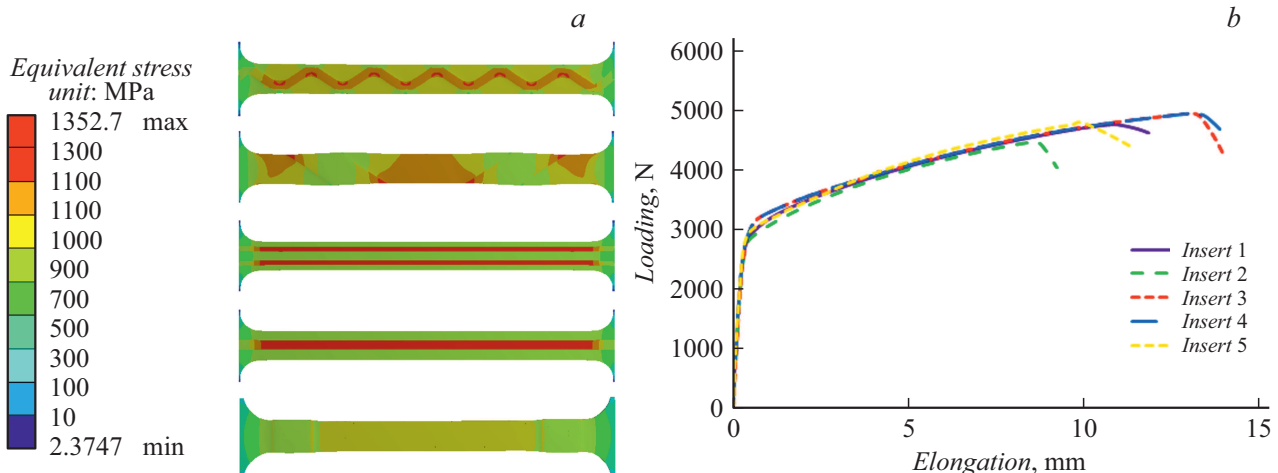 a
Equivalent stress
unit: MPa
1352.7 max
1300
1100
1100
1000
900
700
500
300
100
10
2.3747 min
b
6000
5000
4000
3000
2000
1000
0
Loading, N
Insert 1
Insert 2
Insert 3
Insert 4
Insert 5
0 5 10 15
Elongation, mm